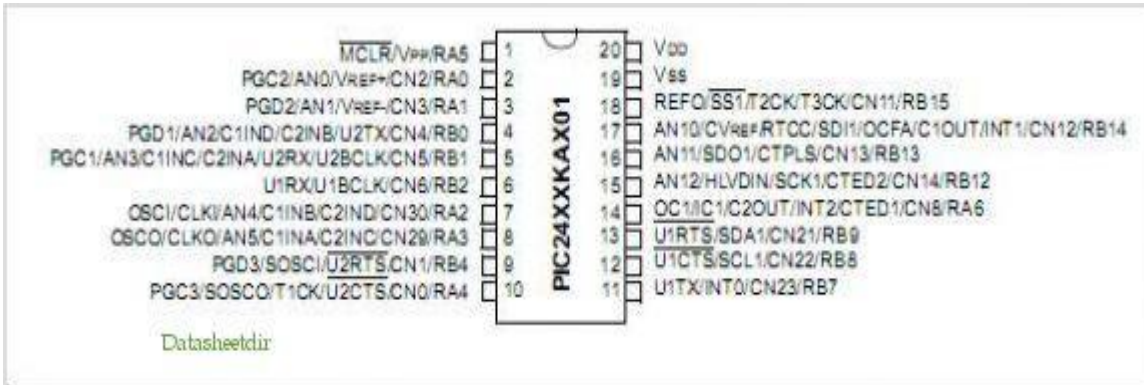 MCLR/VPP/RA5 1
PGC2/AN0/VREF+/CN2/RA0 2
PGD2/AN1/VREF-/CN3/RA1 3
PGD1/AN2/C1IND/C2INB/U2TX/CN4/RB0 4
PGC1/AN3/C1INC/C2INA/U2RX/U2BCLK/CN5/RB1 5
U1RX/U1BCLK/CN6/RB2 6
OSCI/CLKI/AN4/C1INB/C2IND/CN30/RA2 7
OSCO/CLKO/AN5/C1INA/C2INC/CN29/RA3 8
PGD3/SOSCI/U2RTS/CN1/RB4 9
PGC3/SOSCO/T1CK/U2CTS/CN0/RA4 10
PIC24XXKAX01
20 VDD
19 VSS
18 REFO/SS1/T2CK/T3CK/CN11/RB15
17 AN10/CVREF/RTCC/SDI1/OCFA/C1OUT/INT1/CN12/RB14
16 AN11/SDO1/CTPLS/CN13/RB13
15 AN12/HLVDIN/SCK1/CTED2/CN14/RB12
14 OC1/IC1/C2OUT/INT2/CTED1/CN8/RA6
13 U1RTS/SDA1/CN21/RB9
12 U1CTS/SCL1/CN22/RB8
11 U1TX/INT0/CN23/RB7
Datasheetdir